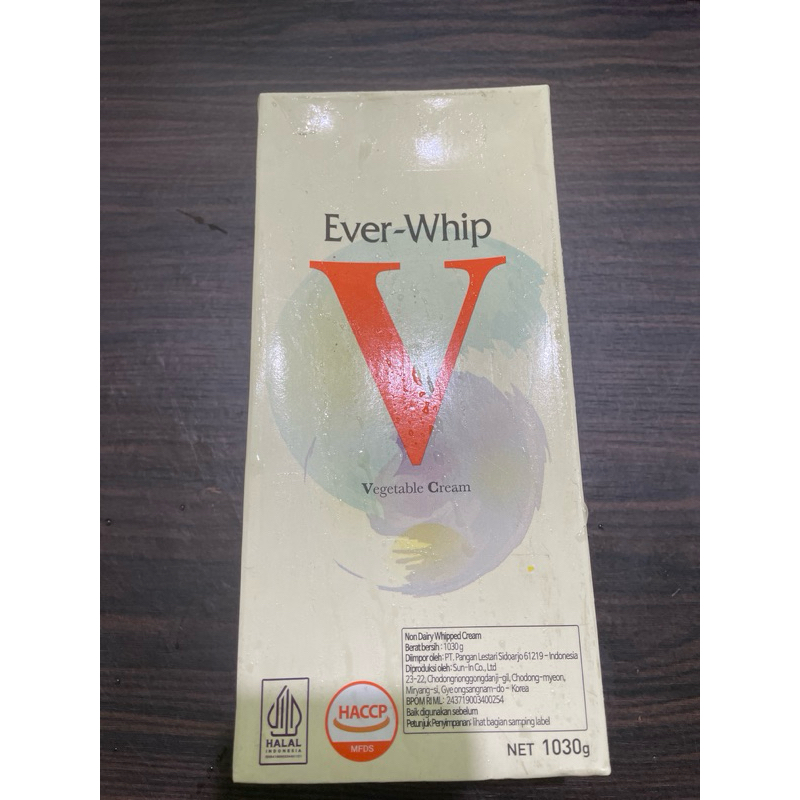 Ever-Whip
V
Vegetable Cream
Non Dairy Whipped Cream
Berat bersih : 1030 g
Diimpor oleh : PT. Pangan Lestari Sidoarjo 61219 - Indonesia
Diproduksi oleh : Sun-in Co., Ltd
23-22, Chodongnonggongdanji-gil, Chodong-myeon,
Miryang-si, Gyeongsangnam-do - Korea
BPOM RI ML : 243719003400254
Baik digunakan sebelum
Petunjuk Penyimpanan : lihat bagian samping label
HALAL
INDONESIA
HACCP
MFDS
NET 1030g